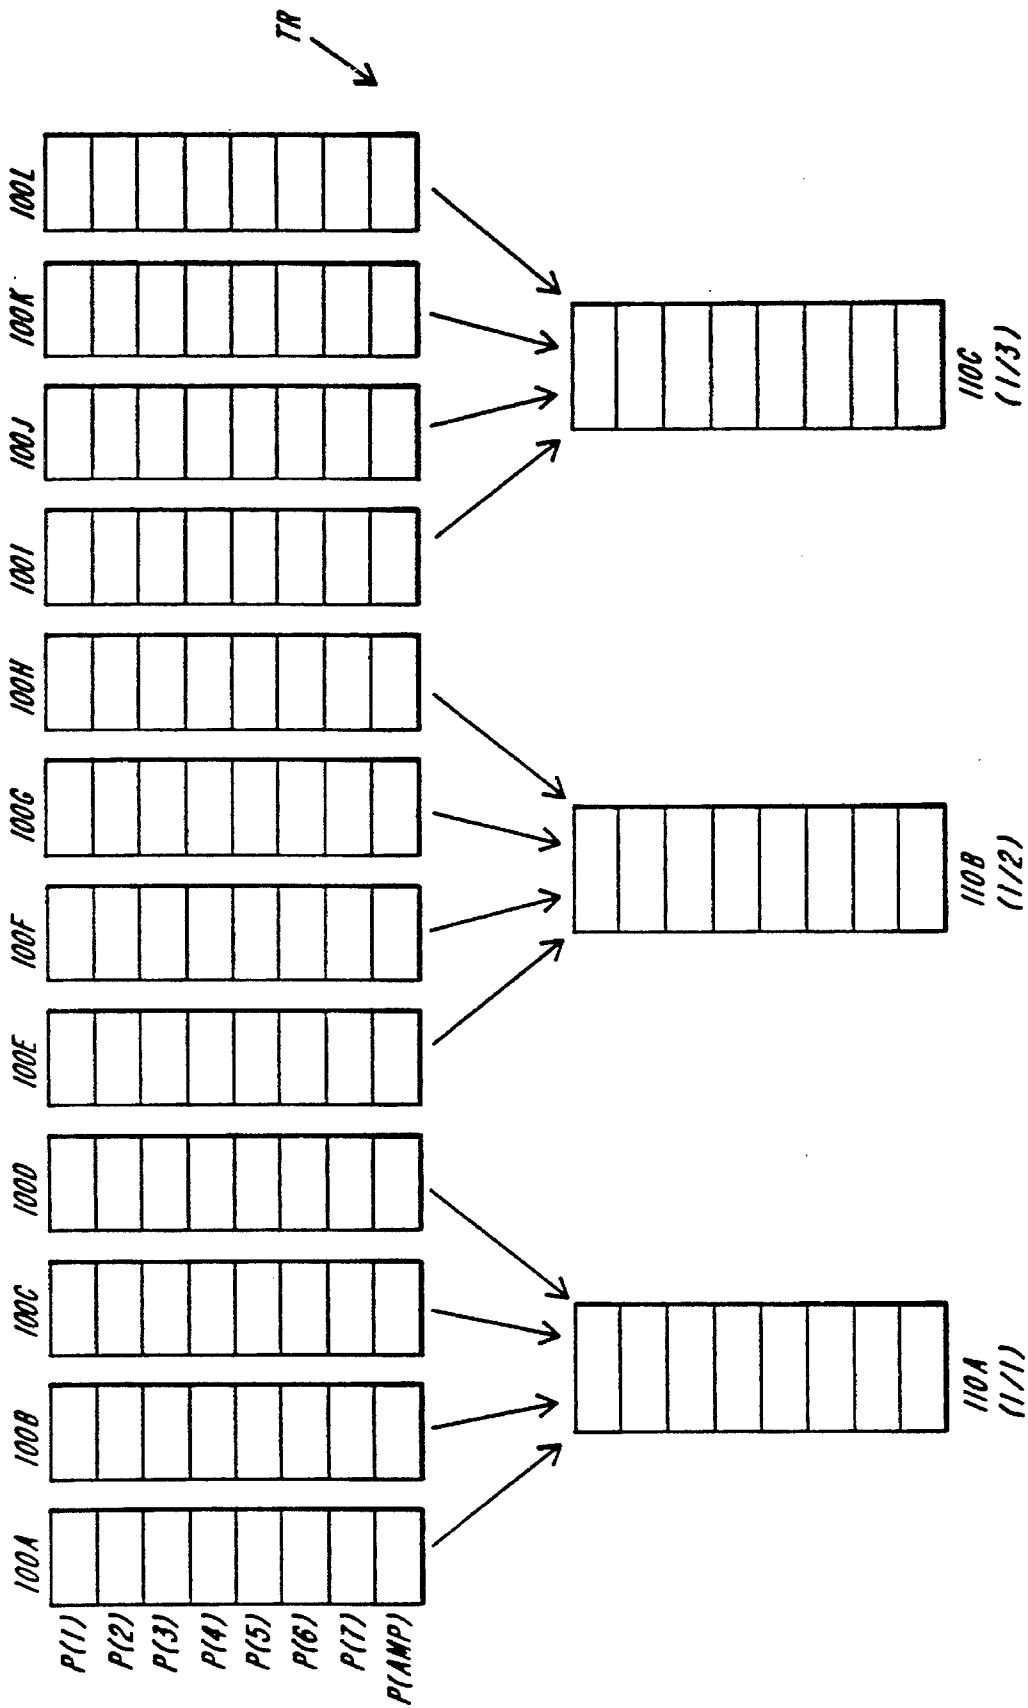 100A
100B
100C
100D
100E
100F
100G
100H
100I
100J
100K
100L
P(1)
P(2)
P(3)
P(4)
P(5)
P(6)
P(7)
P(AMP)
TR
110A
(1/1)
110B
(1/2)
110C
(1/3)